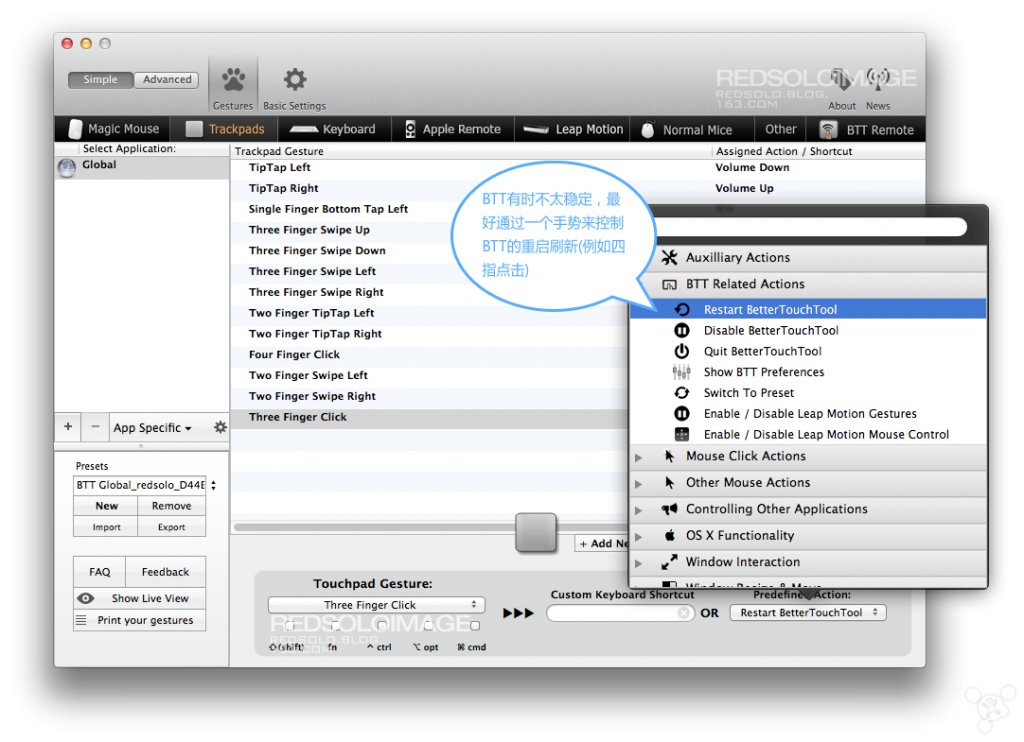 Simple
Advanced
Gestures
Basic Settings
REDSOLOIMAGE
REDSOLO.BLOG.
163.COM
About
News
Magic Mouse
Trackpads
Keyboard
Apple Remote
Leap Motion
Normal Mice
Other
BTT Remote
Select Application:
Global
Trackpad Gesture
Assigned Action / Shortcut
TipTap Left
Volume Down
TipTap Right
Volume Up
Single Finger Bottom Tap Left
Three Finger Swipe Up
Three Finger Swipe Down
Three Finger Swipe Left
Three Finger Swipe Right
Two Finger TipTap Left
Two Finger TipTap Right
Four Finger Click
Two Finger Swipe Left
Two Finger Swipe Right
Three Finger Click
BTT有时不太稳定，最
好通过一个手势来控制
BTT的重启刷新(例如四
指点击)
Auxilliary Actions
BTT Related Actions
Restart BetterTouchTool
Disable BetterTouchTool
Quit BetterTouchTool
Show BTT Preferences
Switch To Preset
Enable / Disable Leap Motion Gestures
Enable / Disable Leap Motion Mouse Control
Mouse Click Actions
Other Mouse Actions
Controlling Other Applications
OS X Functionality
Window Interaction
Window Resize & Move
+
−
App Specific
Presets
BTT Global_redsolo_D44E
New
Remove
Import
Export
FAQ
Feedback
Show Live View
Print your gestures
+ Add Ne
Touchpad Gesture:
Three Finger Click
REDSOLOIMAGE
REDSOLO.BLOG.
163.COM
(shift)
fn
^ ctrl
⌥ opt
⌘ cmd
Custom Keyboard Shortcut
OR
Predefined Action:
Restart BetterTouchTool